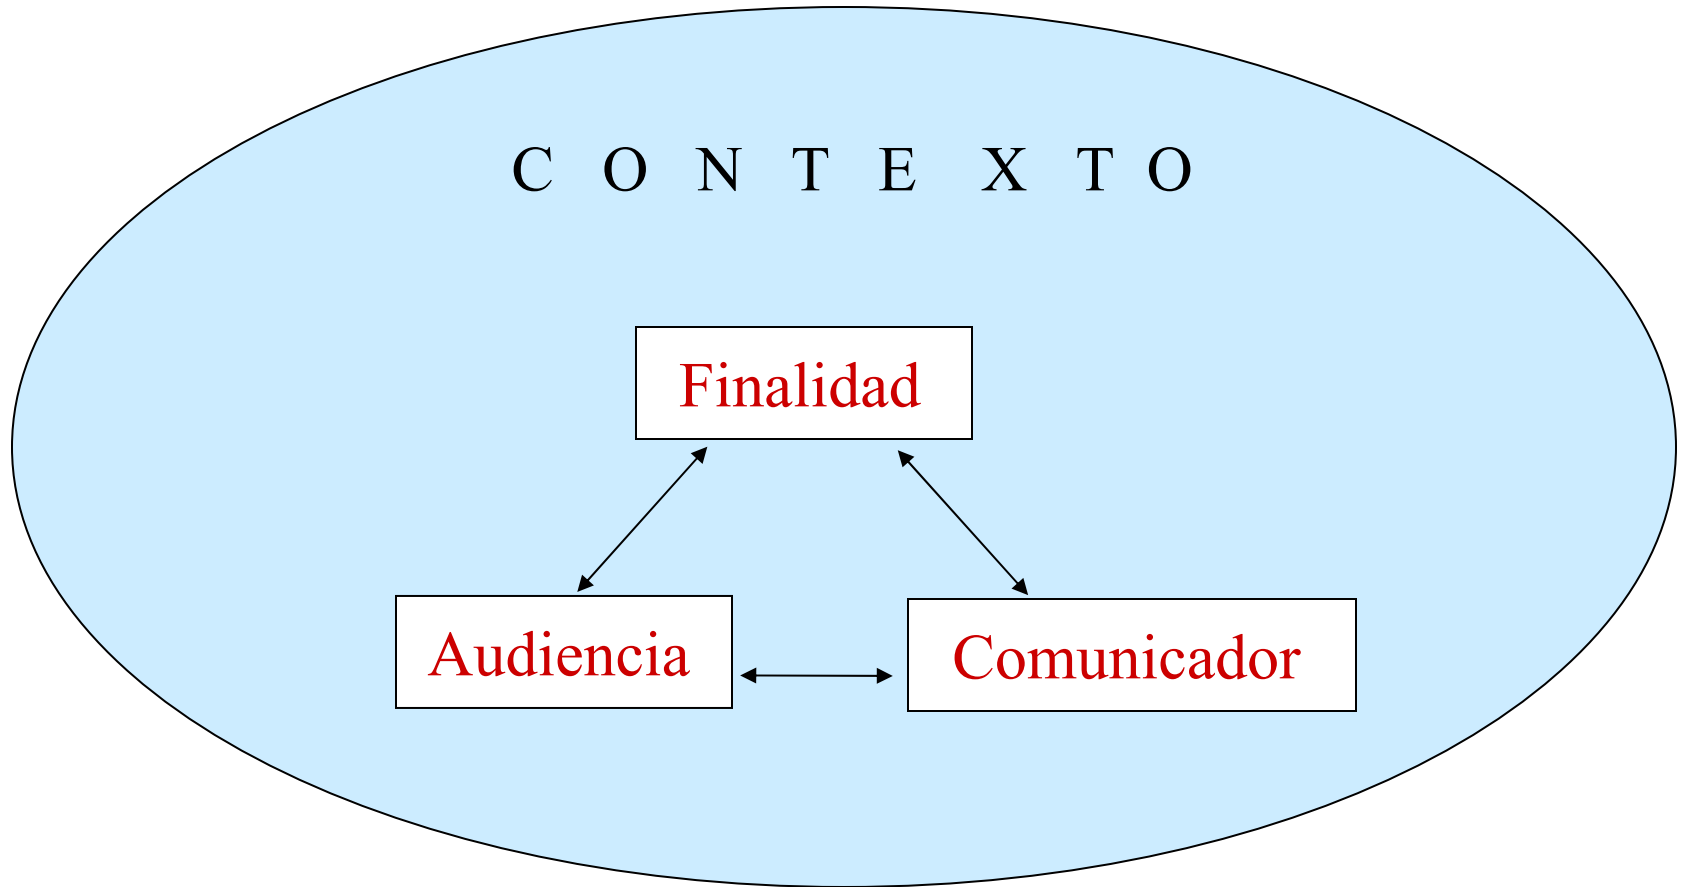 C O N T E X T O
Finalidad
Audiencia
Comunicador